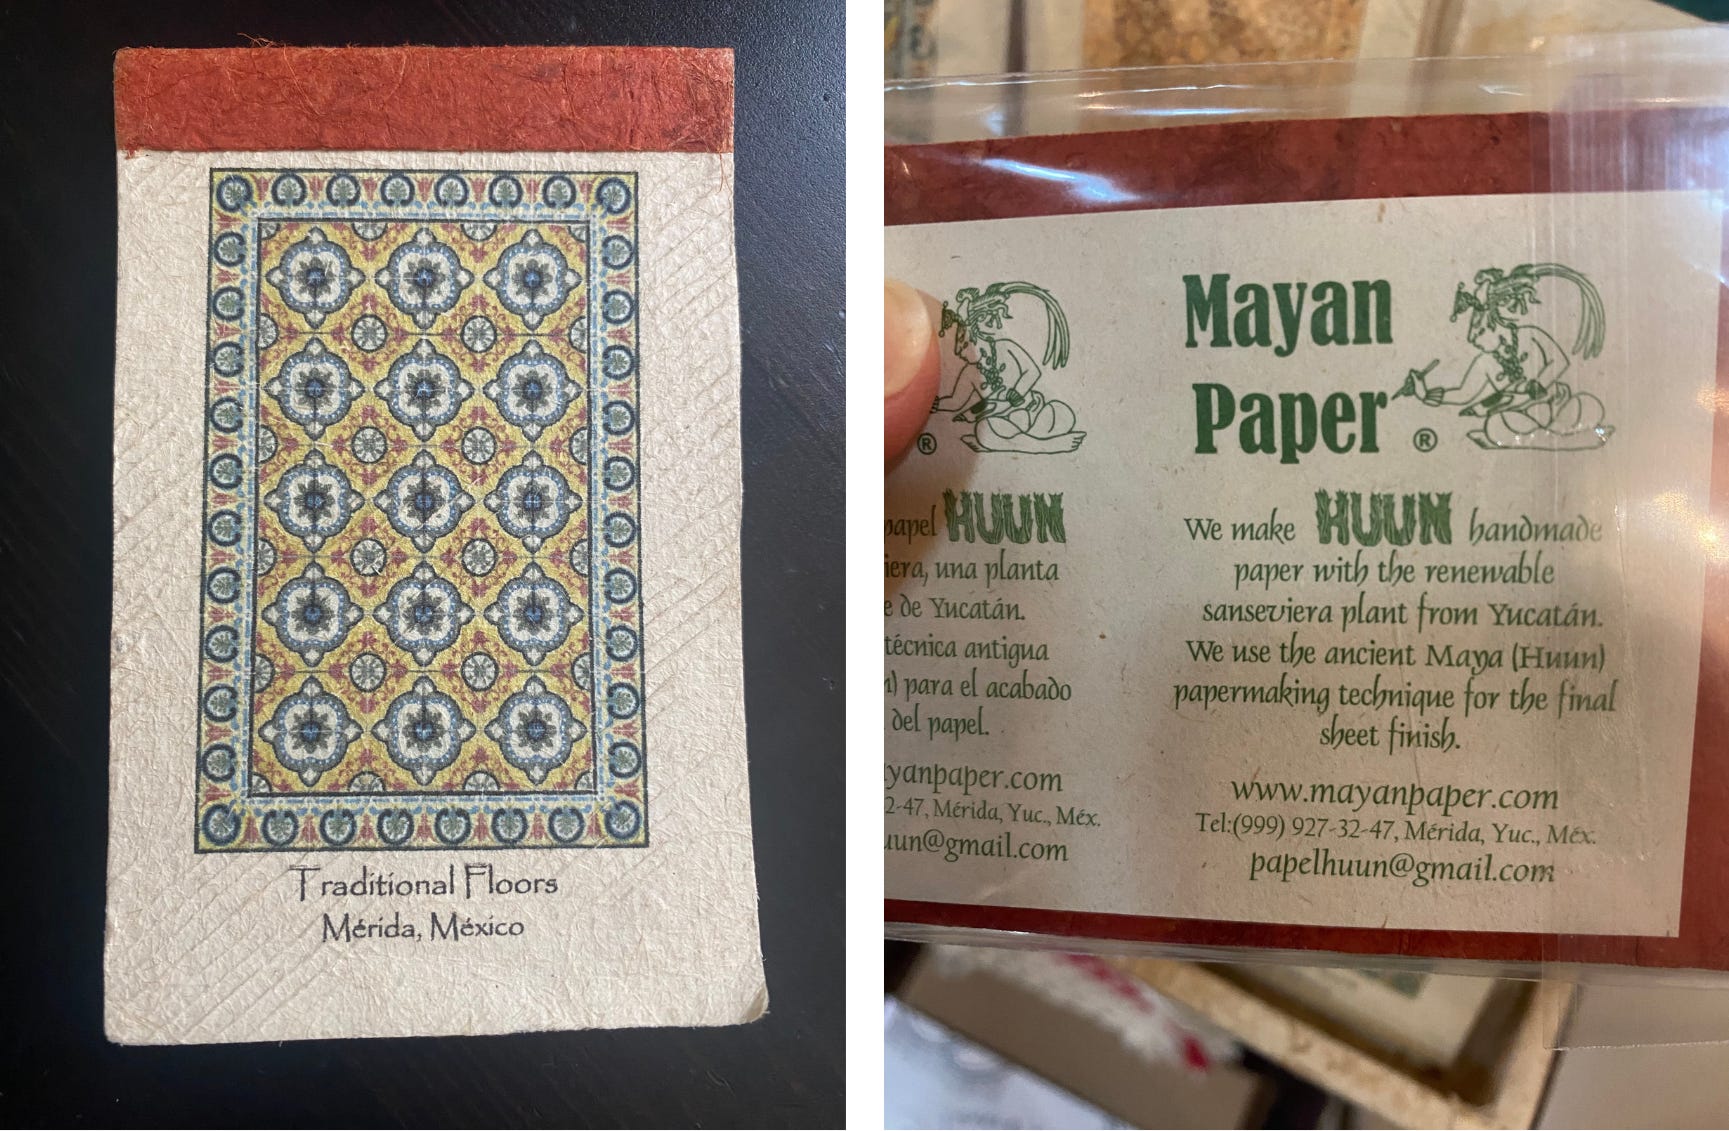 Traditional Floors
Mérida, México
®
papel HUUN
iera, una planta
e de Yucatán.
técnica antigua
n) para el acabado
del papel.
yanpaper.com
2-47, Mérida, Yuc., Méx.
uun@gmail.com
Mayan
Paper ®
We make HUUN handmade
paper with the renewable
sanseviera plant from Yucatán.
We use the ancient Maya (Huun)
papermaking technique for the final
sheet finish.
www.mayanpaper.com
Tel:(999) 927-32-47, Mérida, Yuc., Méx.
papelhuun@gmail.com